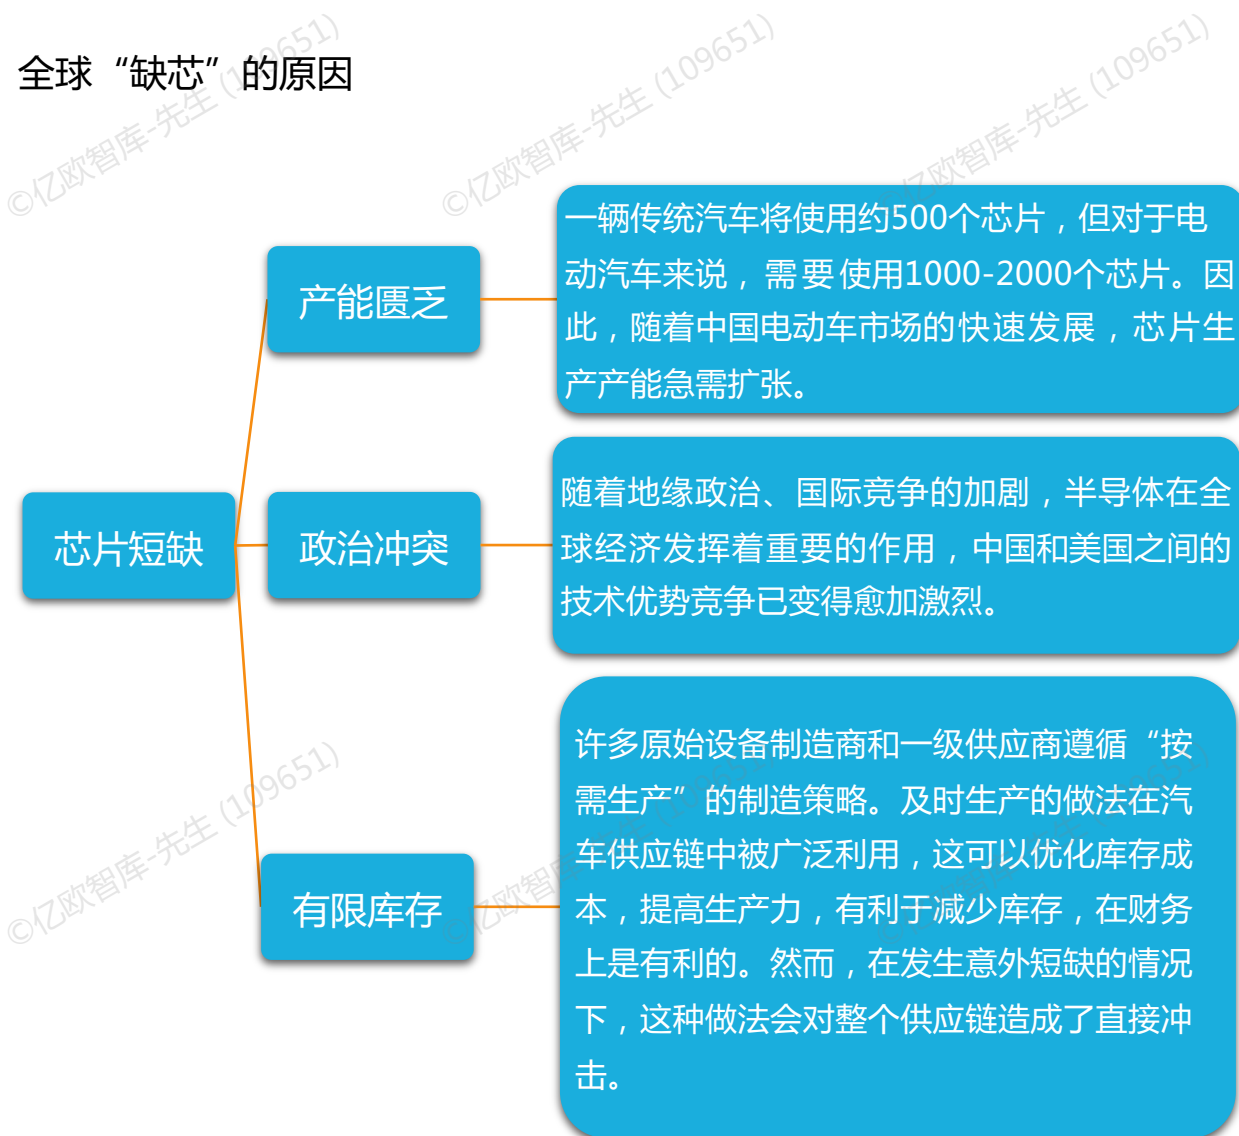 全球“缺芯”的原因
©亿欧智库-先生 (109651)
©亿欧智库-先生 (109651)
亿欧智库-先生 (109651)
一辆传统汽车将使用约500个芯片，但对于电
动汽车来说，需要使用1000-2000个芯片。因
此，随着中国电动车市场的快速发展，芯片生
产产能急需扩张。
产能匮乏
随着地缘政治、国际竞争的加剧，半导体在全
球经济发挥着重要的作用，中国和美国之间的
技术优势竞争已变得愈加激烈。
芯片短缺
政治冲突
许多原始设备制造商和一级供应商遵循“按
需生产”的制造策略。及时生产的做法在汽
车供应链中被广泛利用，这可以优化库存成
本，提高生产力，有利于减少库存，在财务
上是有利的。然而，在发生意外短缺的情况
下，这种做法会对整个供应链造成了直接冲
击。
有限库存
©亿欧智库-先生 (109651)
©亿欧智库